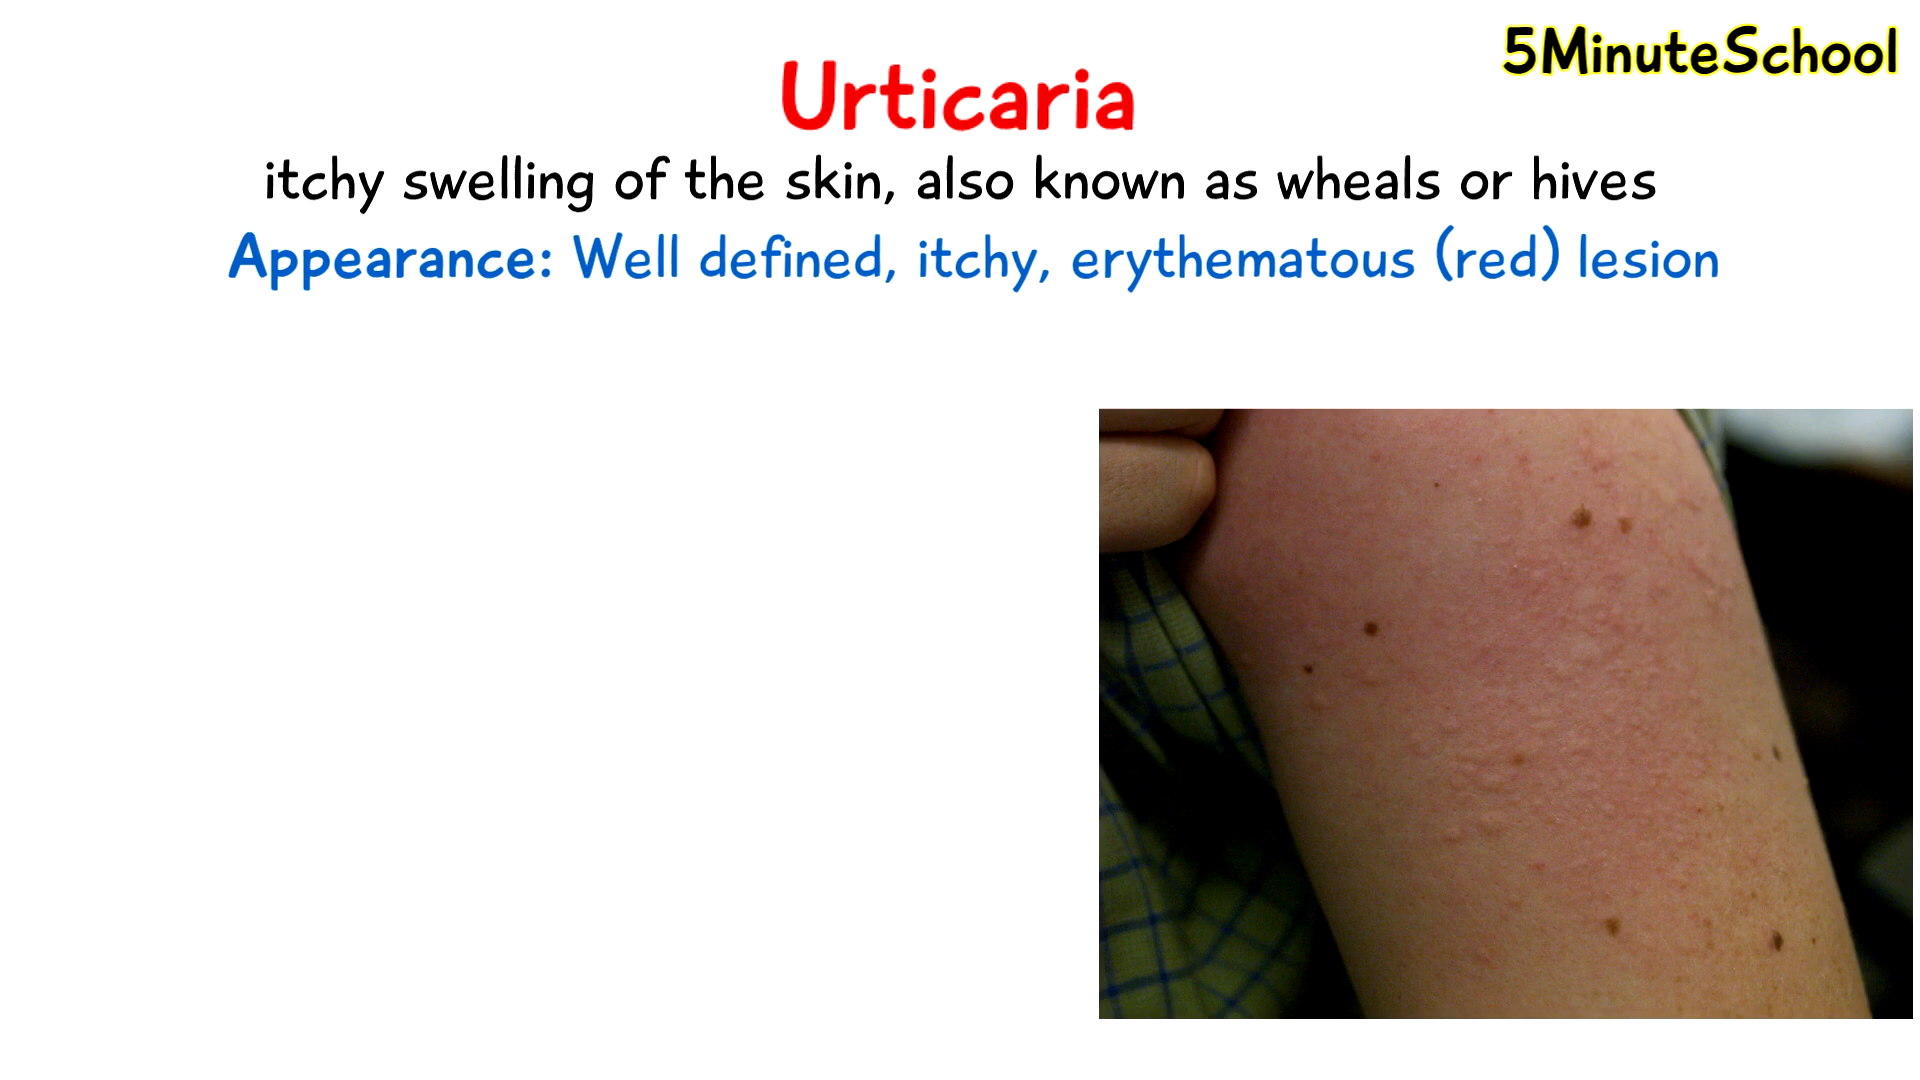 5MinuteSchool
Urticaria
itchy swelling of the skin, also known as wheals or hives
Appearance: Well defined, itchy, erythematous (red) lesion